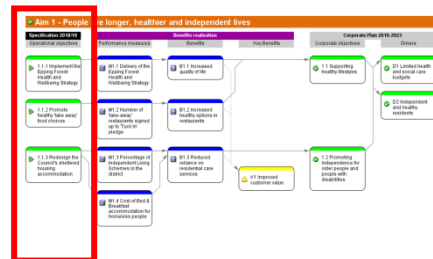 Aim 1 - People live longer, healthier and independent lives
Specification 2018/19
Benefits realisation
Corporate Plan 2018-2023
Operational objectives
Performance measures
Benefits
Key Benefits
Corporate objectives
Drivers
1.1.1 Implement the Epping Forest Health and Wellbeing Strategy
M1.1 Delivery of the Epping Forest Health and Wellbeing Strategy
B1.1 Increased quality of life
1.1 Supporting healthy lifestyles
D1 Limited health and social care budgets
1.1.2 Promote healthy 'take away' food choices
M1.2 Number of 'take away' restaurants signed up to 'Tuck in' pledge
B1.2 Increased healthy options in restaurants
D2 Independent and healthy residents
1.1.3 Redesign the Council's sheltered housing accommodation
M1.3 Percentage of Independent Living Schemes in the district
B1.3 Reduced reliance on residential care services
K1 Improved customer value
1.2 Promoting independence for older people and people with disabilities
M1.4 Cost of Bed & Breakfast accommodation for homeless people